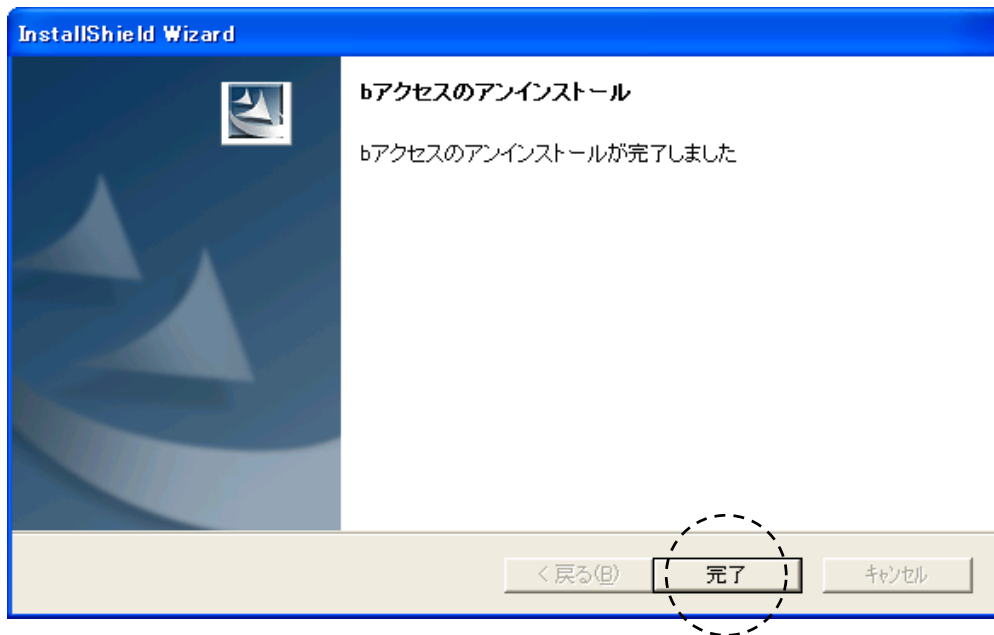 InstallShield Wizard
bアクセスのアンインストール
bアクセスのアンインストールが完了しました
< 戻る(B)
完了
キャンセル